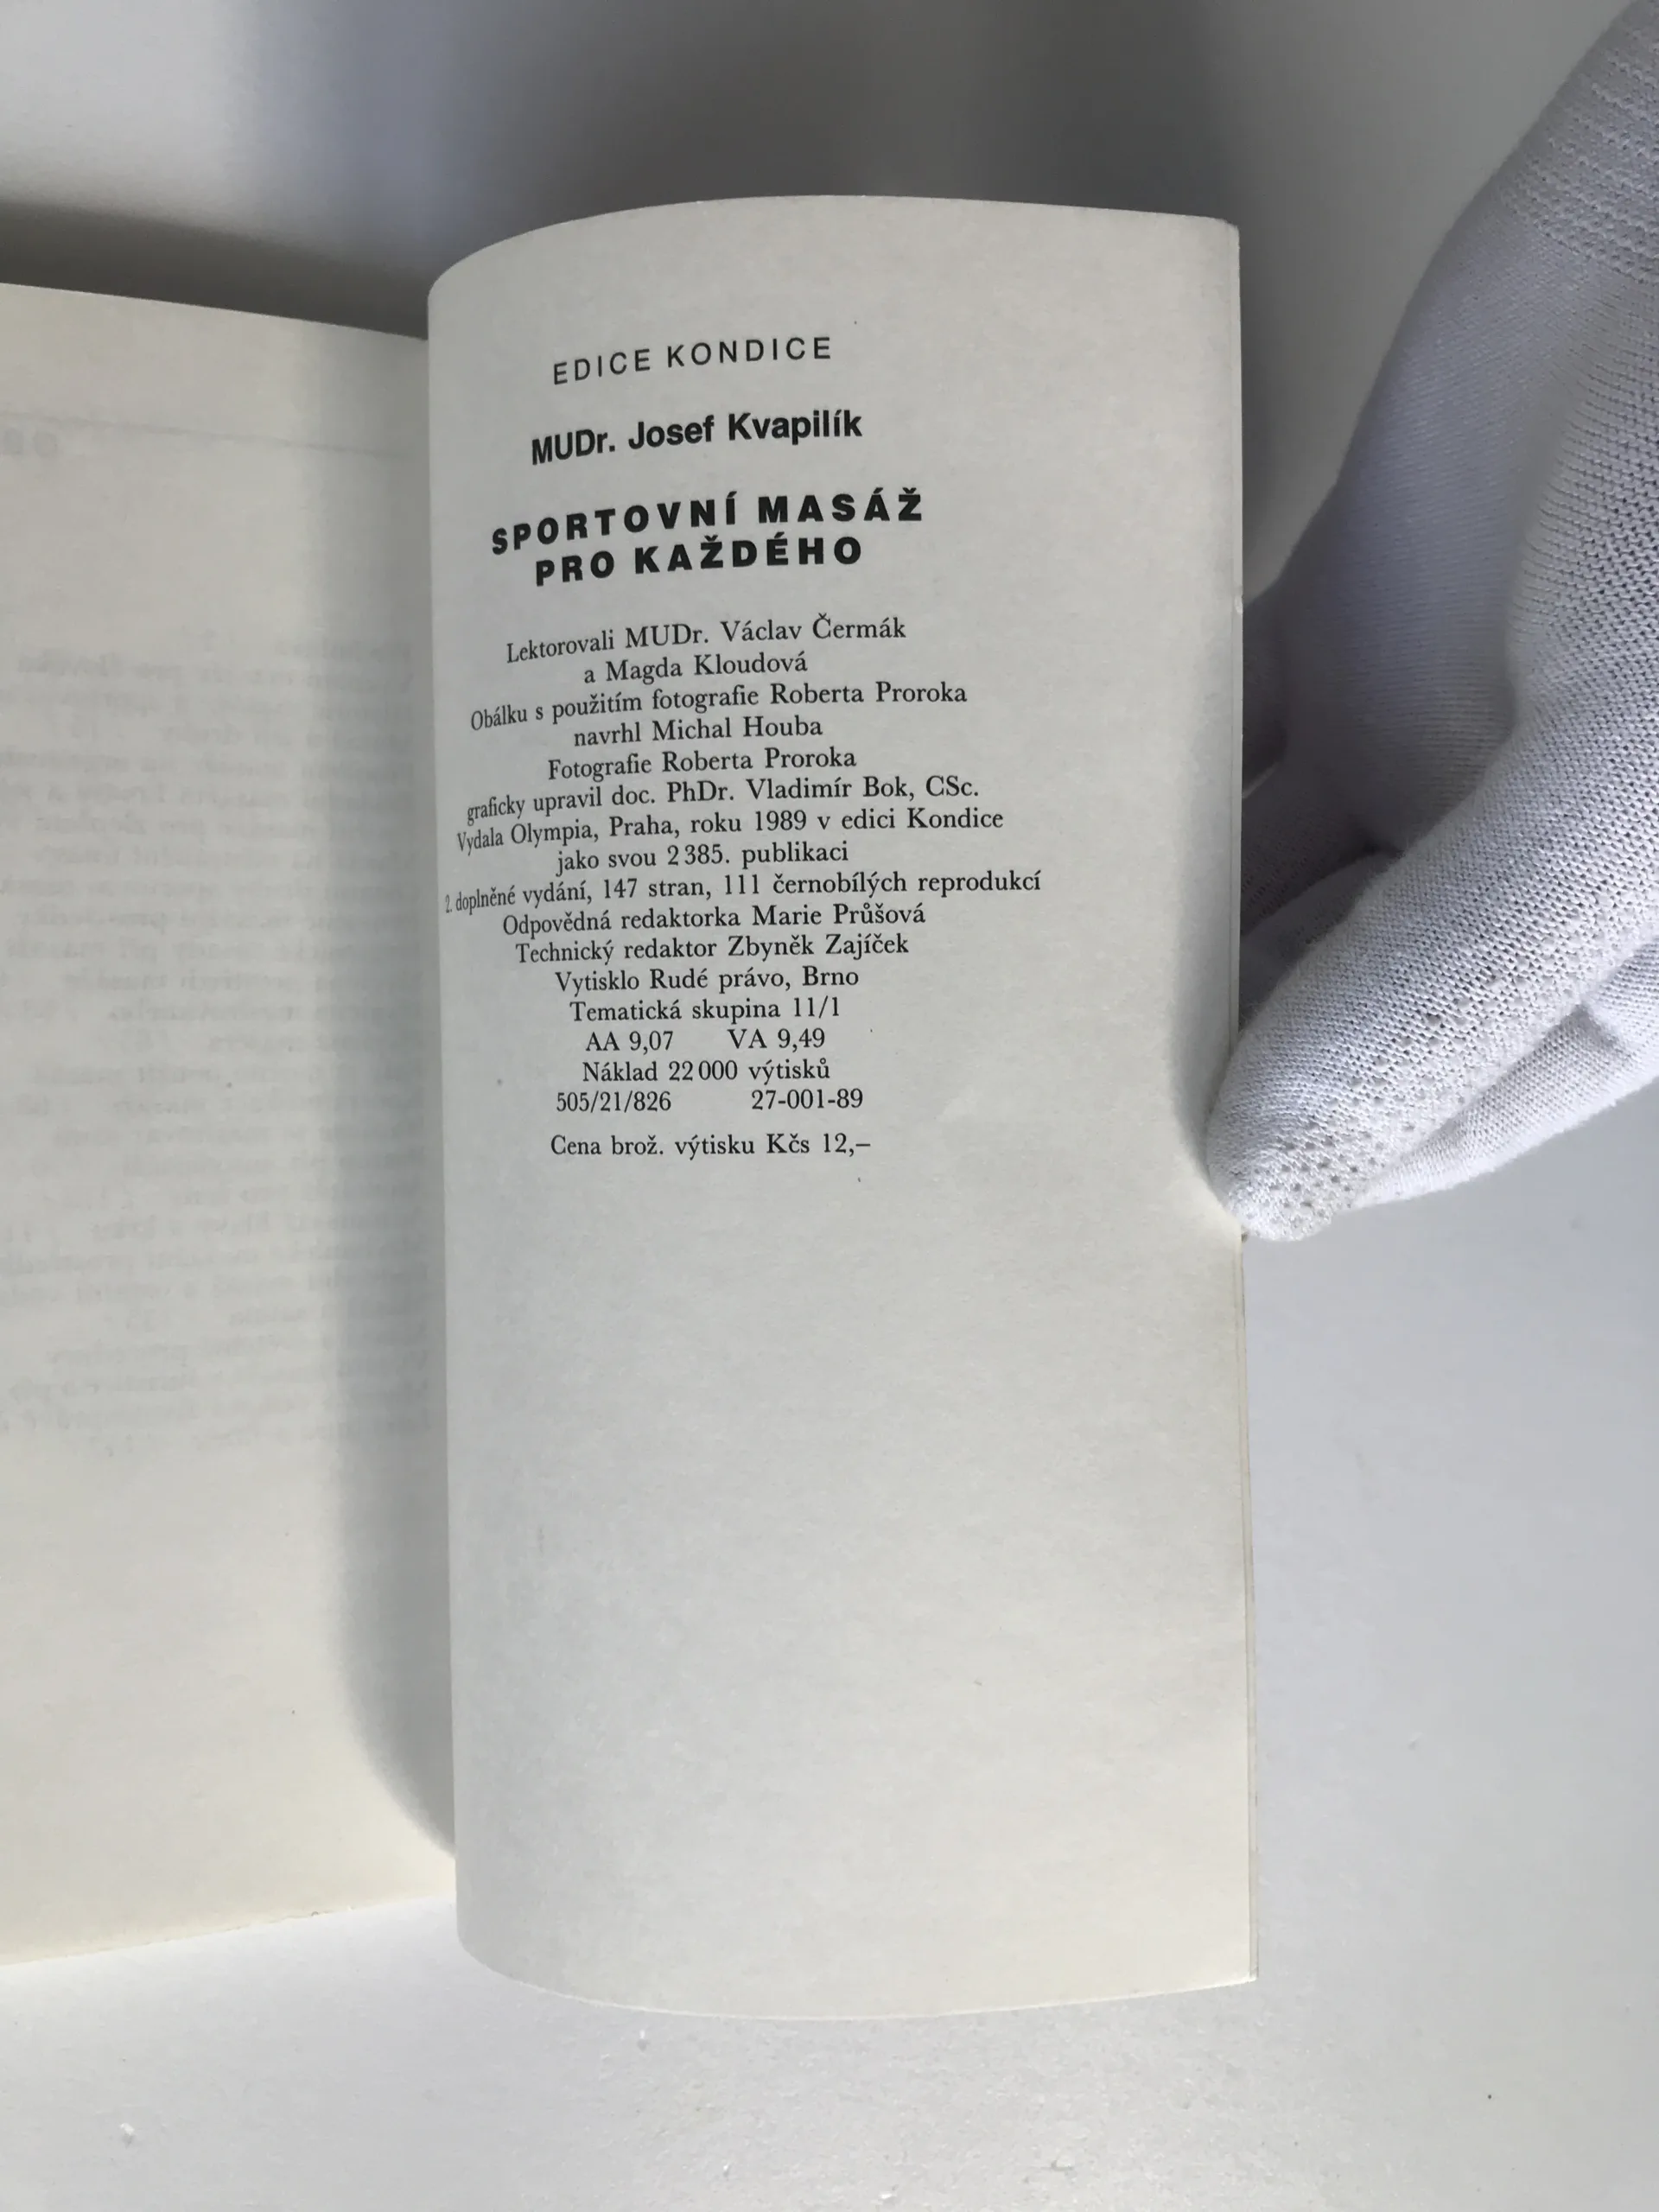 EDICE KONDICE
MUDr. Josef Kvapilík
SPORTOVNÍ MASÁŽ
PRO KAŽDÉHO
Lektorovali MUDr. Václav Čermák
a Magda Kloudová
Obálku s použitím fotografie Roberta Proroka
navrhl Michal Houba
Fotografie Roberta Proroka
graficky upravil doc. PhDr. Vladimír Bok, CSc.
Vydala Olympia, Praha, roku 1989 v edici Kondice
jako svou 2 385. publikaci
2. doplněné vydání, 147 stran, 111 černobílých reprodukcí
Odpovědná redaktorka Marie Průšová
Technický redaktor Zbyněk Zajíček
Vytisklo Rudé právo, Brno
Tematická skupina 11/1
AA 9,07 VA 9,49
Náklad 22 000 výtisků
505/21/826 27-001-89
Cena brož. výtisku Kčs 12,–